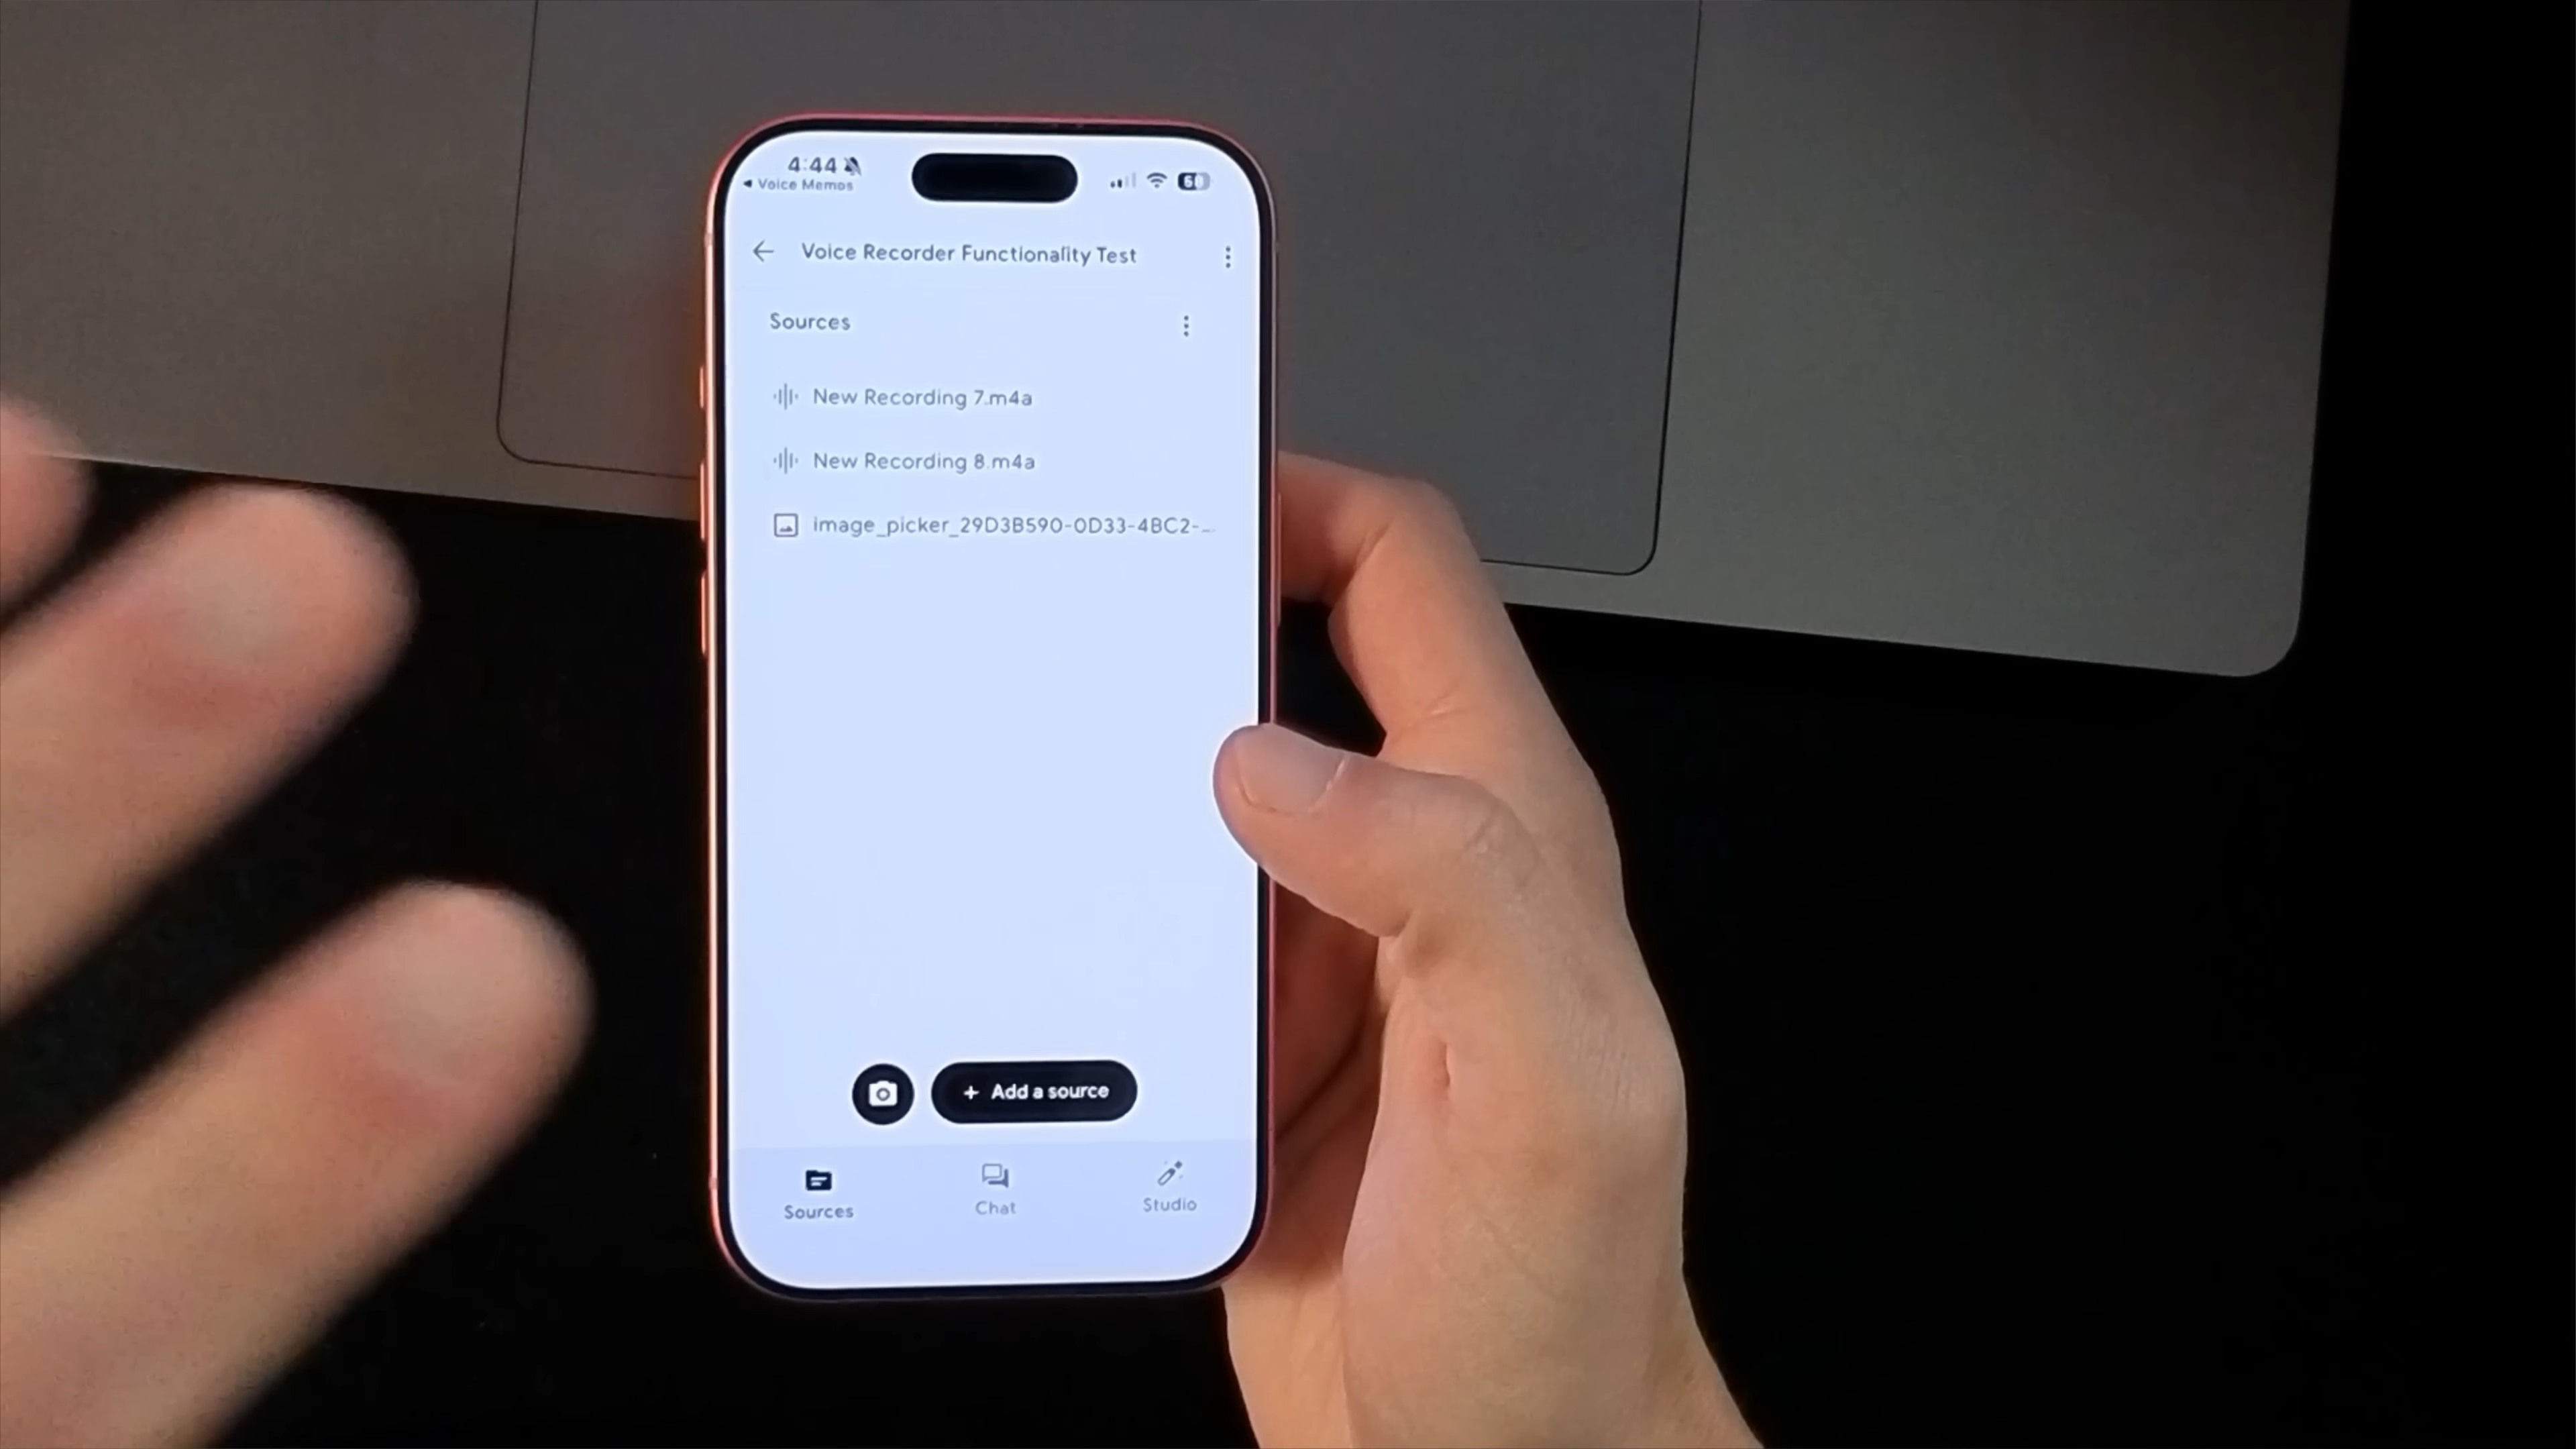 4:44
◀ Voice Memos
60
Voice Recorder Functionality Test
Sources
New Recording 7.m4a
New Recording 8.m4a
image_picker_29D3B590-0D33-4BC2-...
+ Add a source
Sources
Chat
Studio